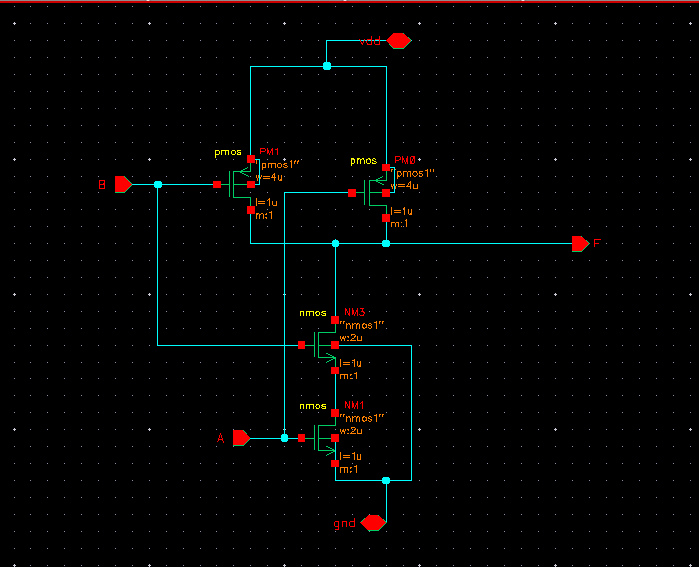 vdd
pmos PM1
"pmos1"
w=4u
l=1u
m:1
pmos PM0
"pmos1"
w=4u
l=1u
m:1
B
F
nmos NM3
"nmos1"
w:2u
l=1u
m:1
nmos NM1
"nmos1"
w:2u
l=1u
m:1
A
gnd